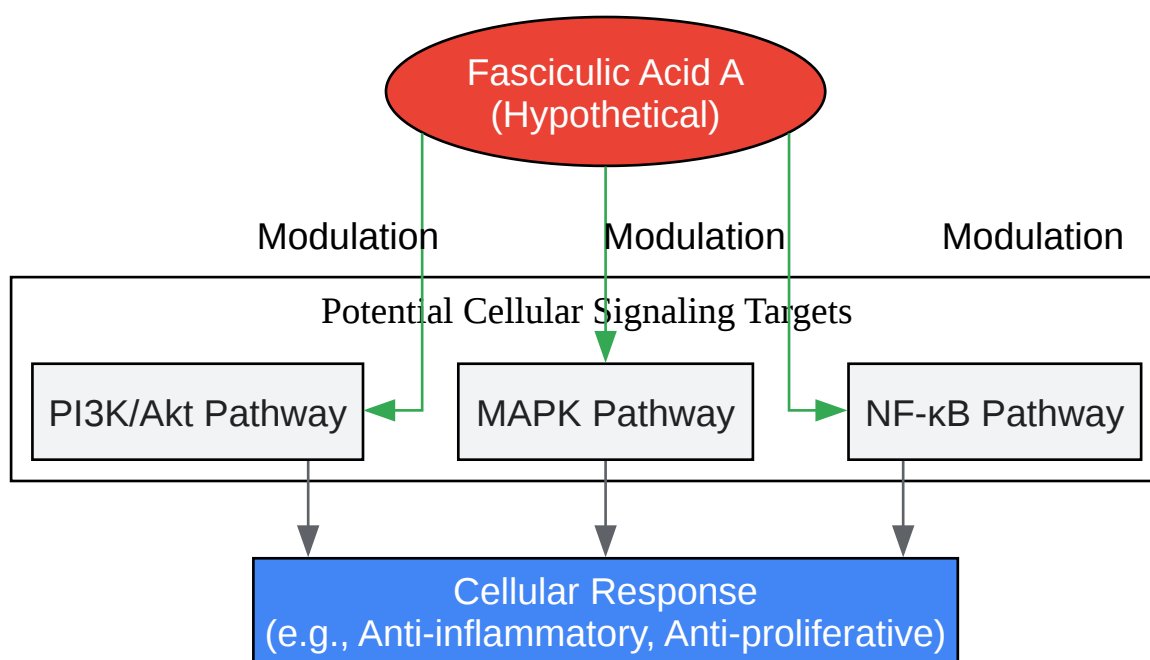 Fasciculic Acid A
(Hypothetical)
Modulation
Modulation
Modulation
Potential Cellular Signaling Targets
PI3K/Akt Pathway
MAPK Pathway
NF-κB Pathway
Cellular Response
(e.g., Anti-inflammatory, Anti-proliferative)